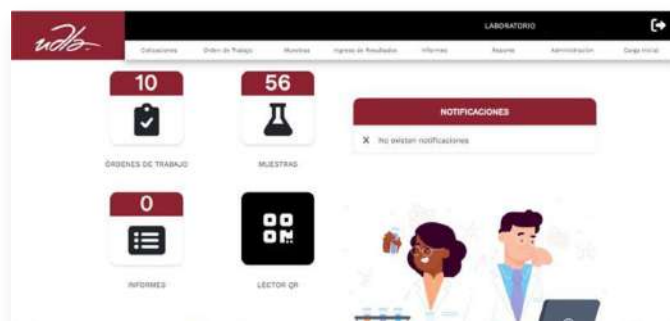 LABORATORIO
udla-
Cotizaciones Orden de Trabajo Muestras Ingreso de Resultados Informes Reporte Administración Carga Inicial
10 56
NOTIFICACIONES
X No existen notificaciones
ÓRDENES DE TRABAJO MUESTRAS
0
INFORMES LECTOR QR